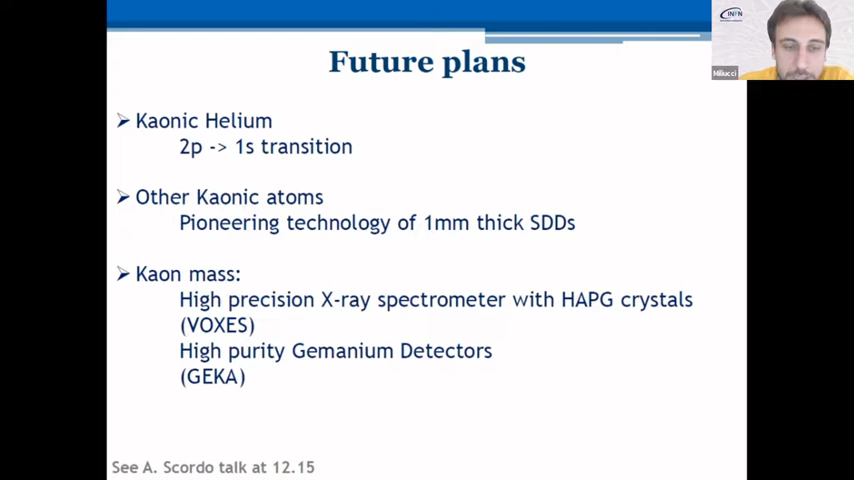 Future plans
INFN
Miliucci
Kaonic Helium
2p -> 1s transition
Other Kaonic atoms
Pioneering technology of 1mm thick SDDs
Kaon mass:
High precision X-ray spectrometer with HAPG crystals
(VOXES)
High purity Gemanium Detectors
(GEKA)
See A. Scordo talk at 12.15